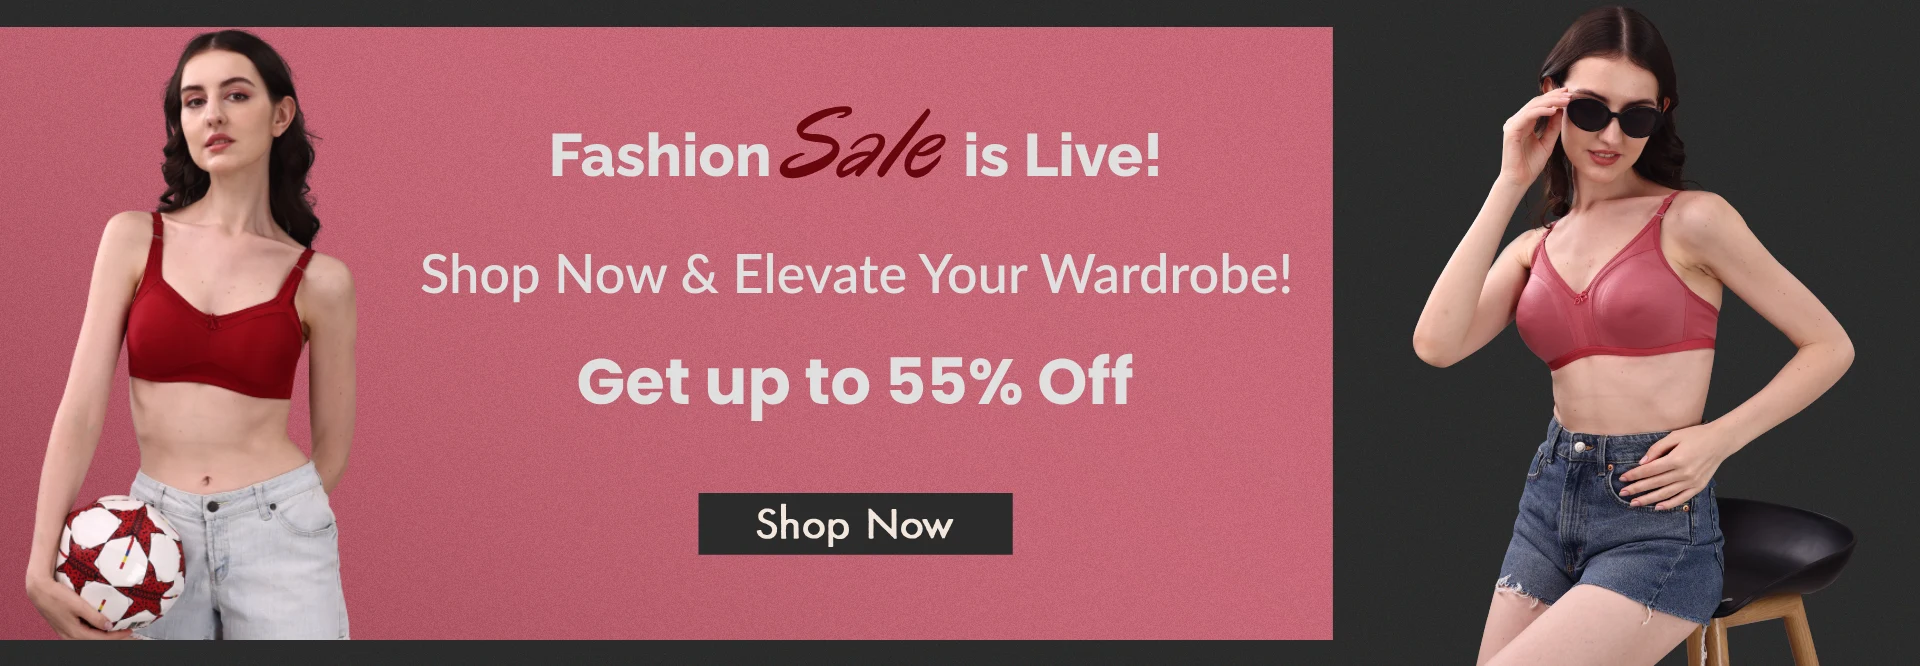 Fashion Sale is Live!
Shop Now & Elevate Your Wardrobe!
Get up to 55% Off
Shop Now